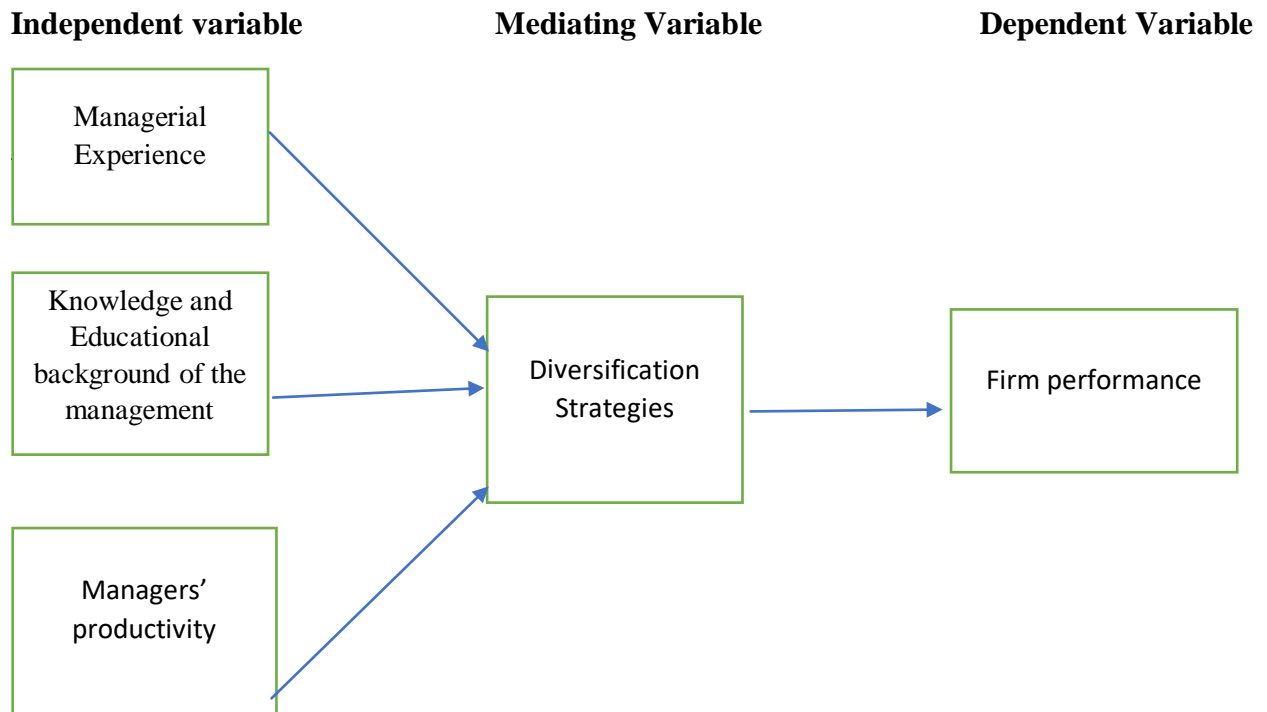 Independent variable
Mediating Variable
Dependent Variable
Managerial
Experience
Knowledge and
Educational
background of the
management
Managers’
productivity
Diversification
Strategies
Firm performance